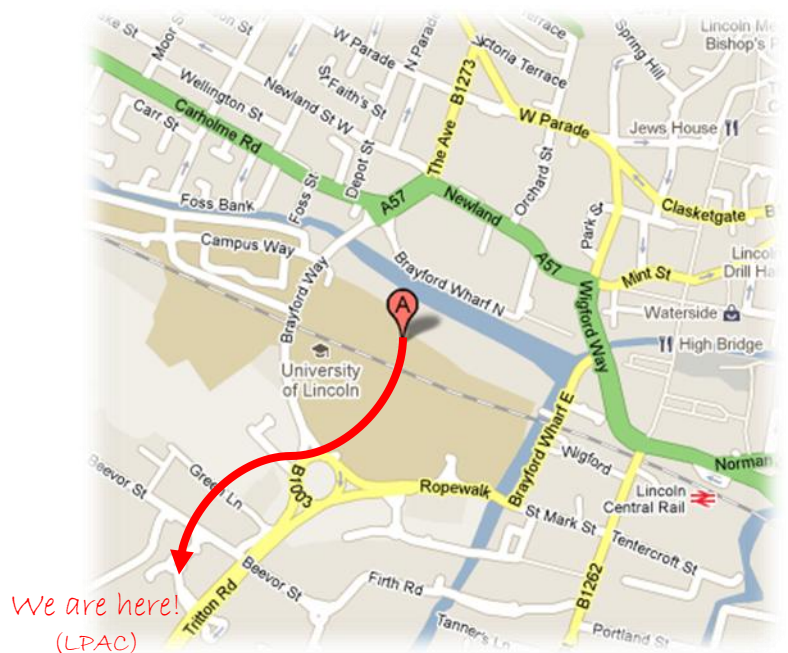 Lincoln Me
Bishop's P
Spring Hill
Victoria Terrace
N Parade
W Parade
Moor St
St Faith's St
Wellington St
Newland St W
Carr St
Carholme Rd
B1273
The Ave
W Parade
Jews House
Orchard St
Depot St
Foss St
Foss Bank
A57
Newland
Park S
Clasketgate
B
Campus Way
A57
Mint St
Lincol
Drill Ha
Brayford Way
Brayford Wharf N
A
Wigford Way
Waterside
High Bridge
University
of Lincoln
Brayford Wharf E
Wigford
Norman
Beevor St
Green Ln
B1003
Ropewalk
Lincoln
Central Rail
St Mark St
Tentercroft St
Beevor St
Firth Rd
B1262
Tritton Rd
Tanner's Ln
Portland St
We are here!
(LPAC)